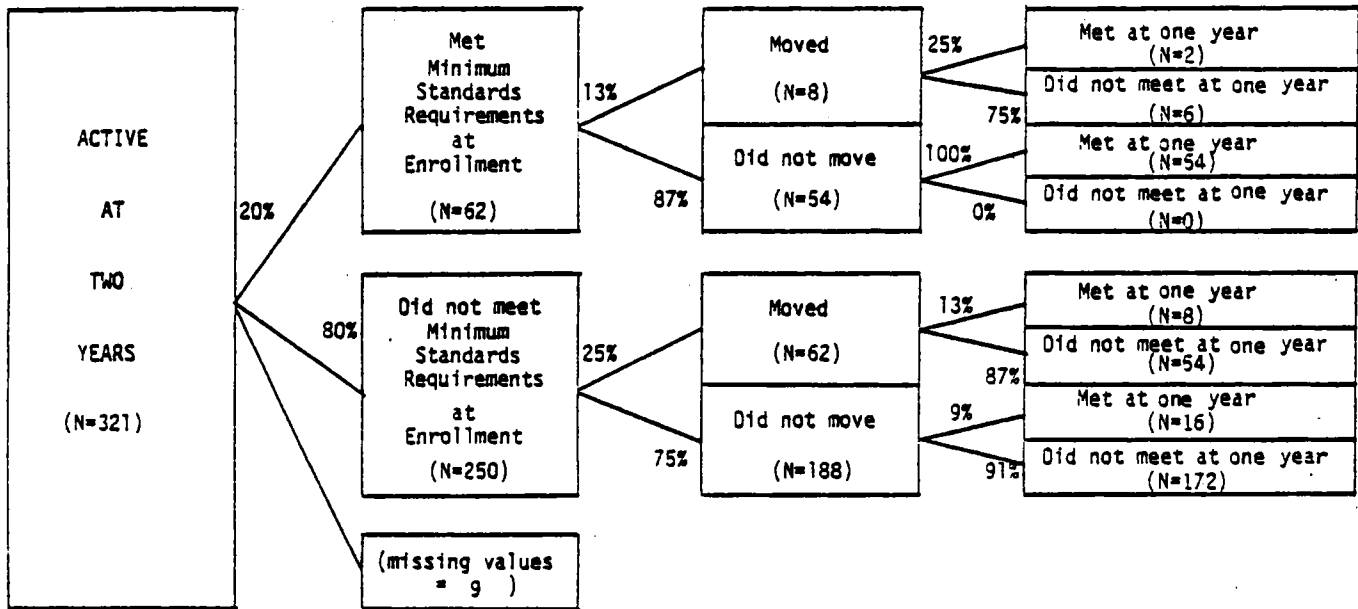 ACTIVE
AT
TWO
YEARS
(N=321)
20%
80%
Met
Minimum
Standards
Requirements
at
Enrollment
(N=62)
13%
87%
Moved
(N=8)
Did not move
(N=54)
25%
75%
100%
0%
Met at one year
(N=2)
Did not meet at one year
(N=6)
Met at one year
(N=54)
Did not meet at one year
(N=0)
Did not meet
Minimum
Standards
Requirements
at
Enrollment
(N=250)
25%
75%
Moved
(N=62)
Did not move
(N=188)
13%
87%
9%
91%
Met at one year
(N=8)
Did not meet at one year
(N=54)
Met at one year
(N=16)
Did not meet at one year
(N=172)
(missing values
= 9 )